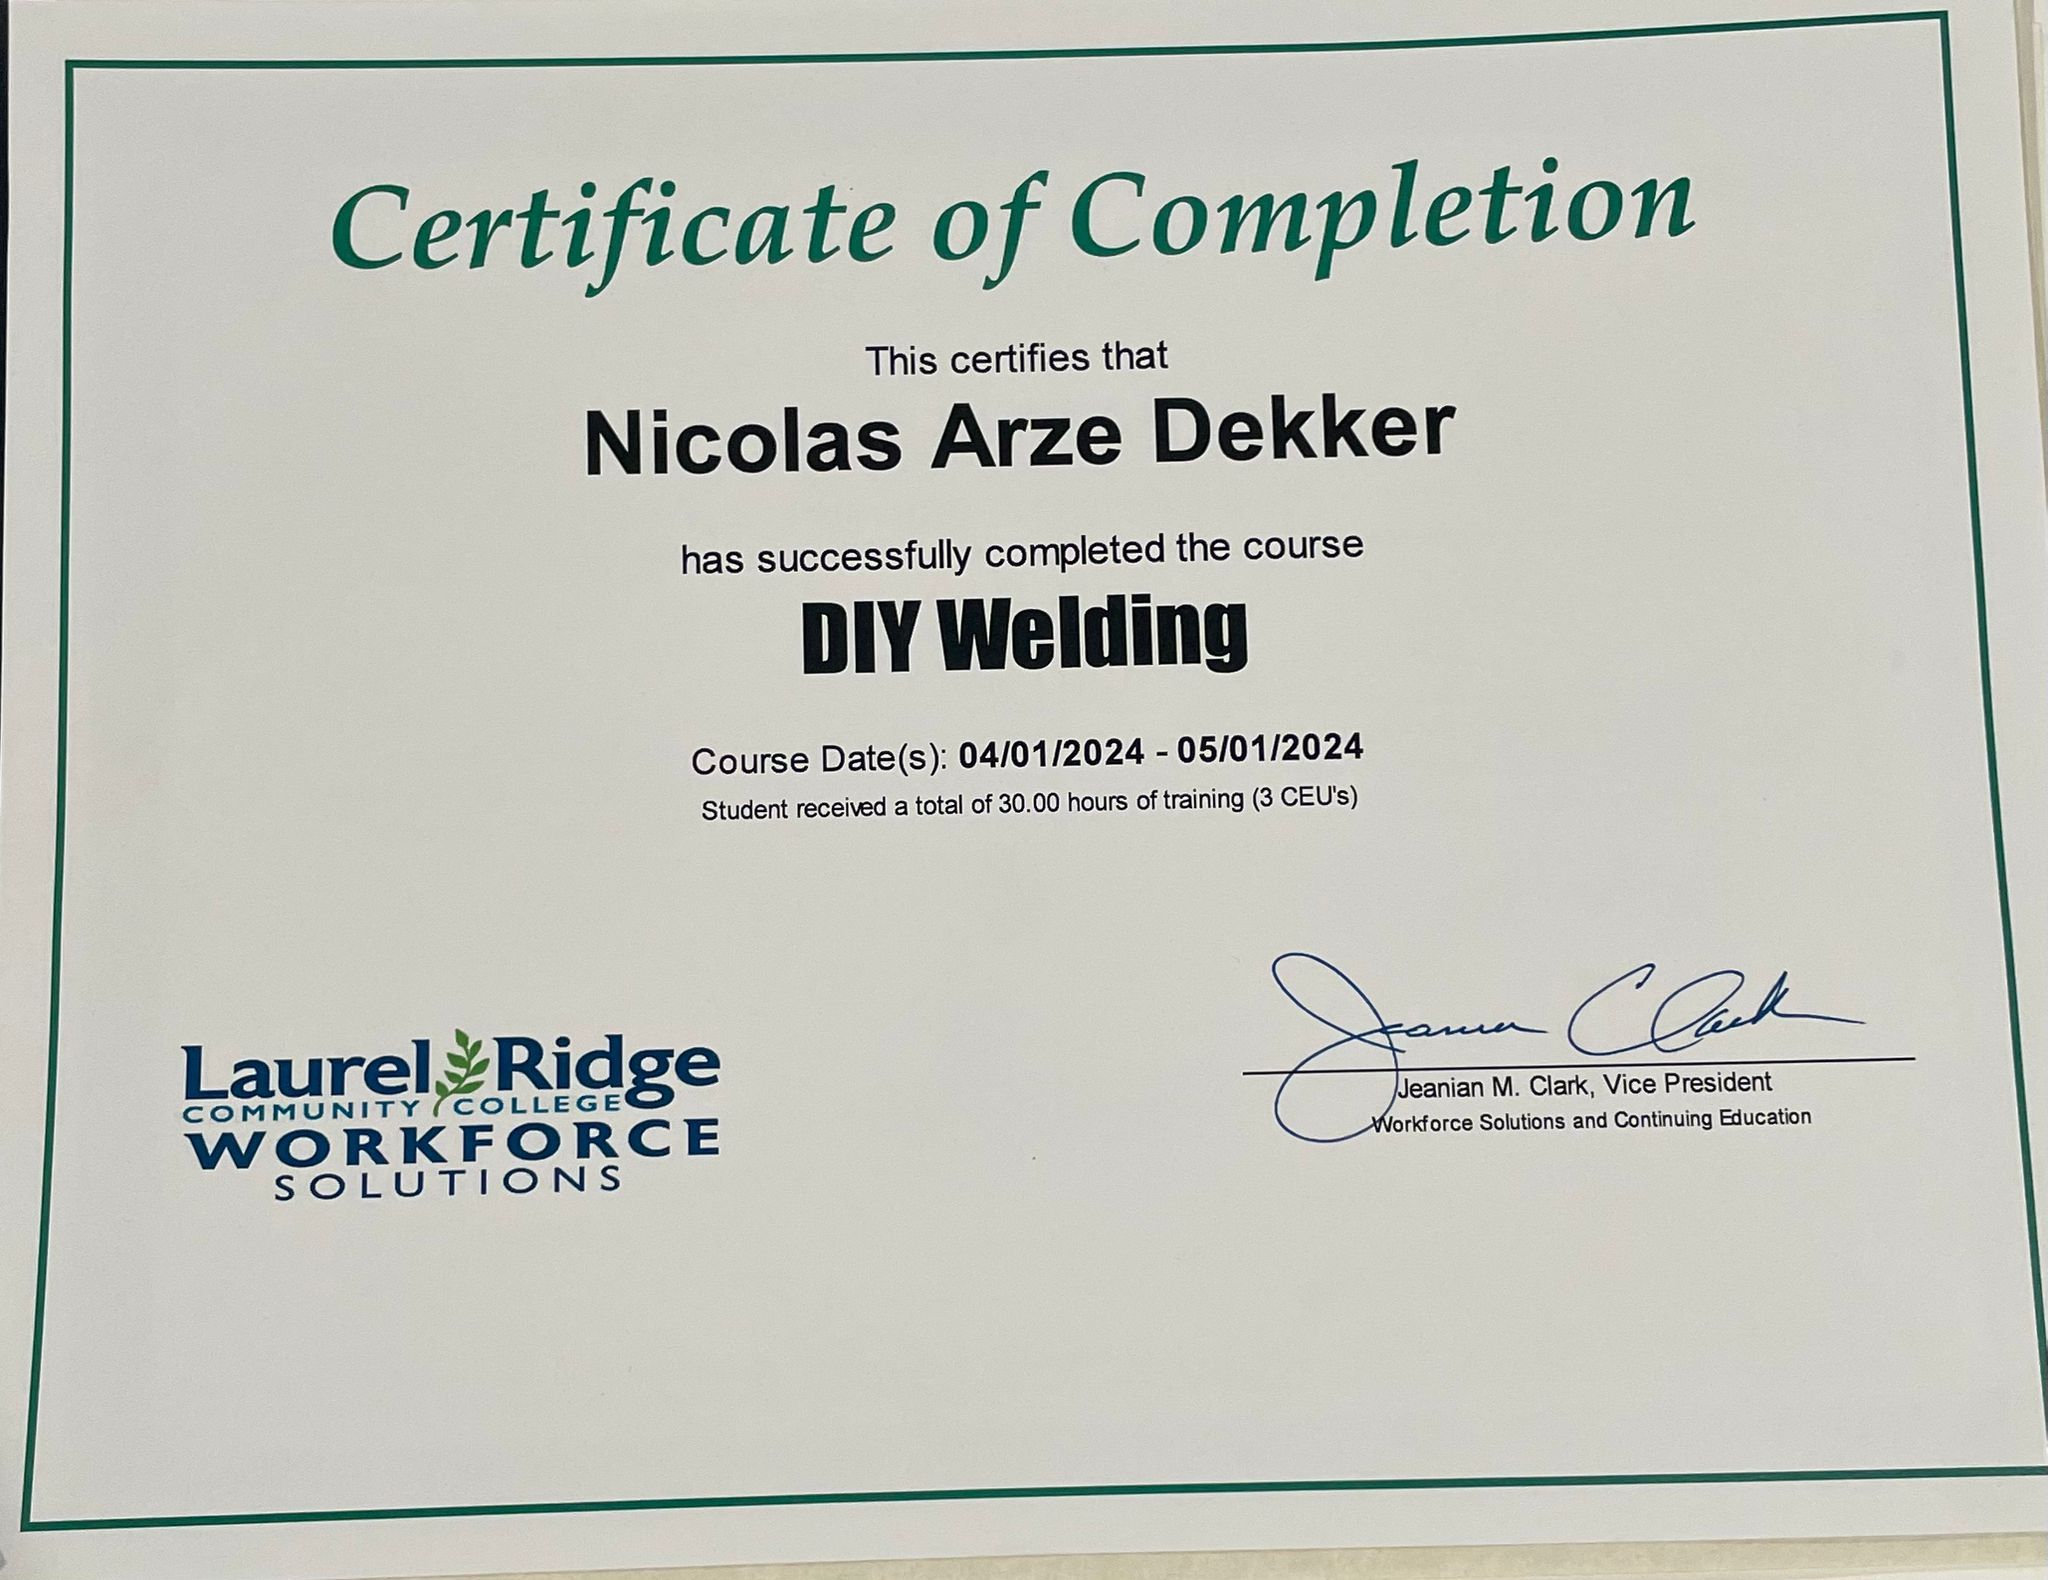 Certificate of Completion
This certifies that
Nicolas Arze Dekker
has successfully completed the course
DIY Welding
Course Date(s): 04/01/2024 - 05/01/2024
Student received a total of 30.00 hours of training (3 CEU's)
Jeanian C Clark
Jeanian M. Clark, Vice President
Workforce Solutions and Continuing Education
Laurel Ridge
COMMUNITY COLLEGE
WORKFORCE
SOLUTIONS